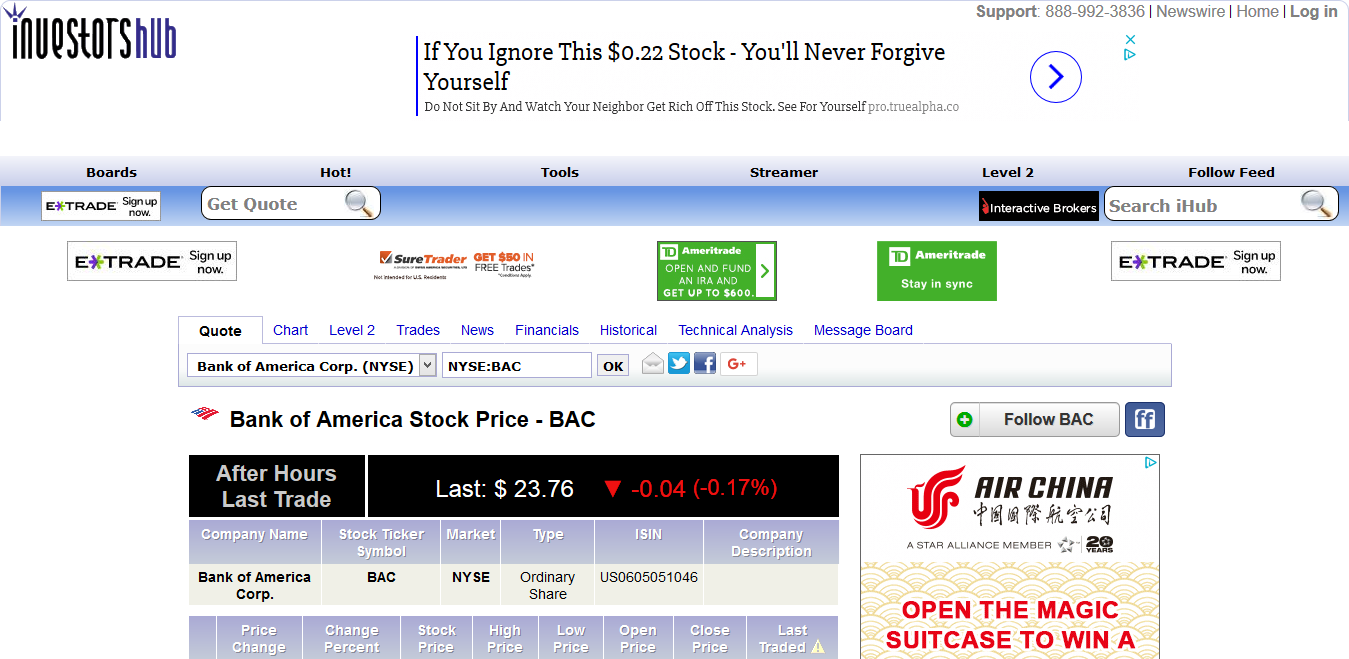 investorshub
Support: 888-992-3836 | Newswire | Home | Log in
If You Ignore This $0.22 Stock - You'll Never Forgive
Yourself
Do Not Sit By And Watch Your Neighbor Get Rich Off This Stock. See For Yourself pro.truealpha.co
Boards Hot! Tools Streamer Level 2 Follow Feed
E*TRADE Sign up now.
Get Quote
Interactive Brokers
Search iHub
E*TRADE Sign up
now.
SureTrader
Not intended for U.S. Residents
GET $50 IN
FREE Trades*
*Conditions Apply
TD Ameritrade
OPEN AND FUND
AN IRA AND
GET UP TO $600.
TD Ameritrade
Stay in sync
E*TRADE Sign up
now.
Quote Chart Level 2 Trades News Financials Historical Technical Analysis Message Board
Bank of America Corp. (NYSE) NYSE:BAC OK G+
Bank of America Stock Price - BAC
Follow BAC
After Hours
Last Trade
Last: $ 23.76 ▼ -0.04 (-0.17%)
Company Name Stock Ticker Symbol Market Type ISIN Company Description
Bank of America Corp. BAC NYSE Ordinary Share US0605051046
Price Change Change Percent Stock Price High Price Low Price Open Price Close Price Last Traded
AIR CHINA
中国国際航空公司
A STAR ALLIANCE MEMBER 20 YEARS
OPEN THE MAGIC
SUITCASE TO WIN A